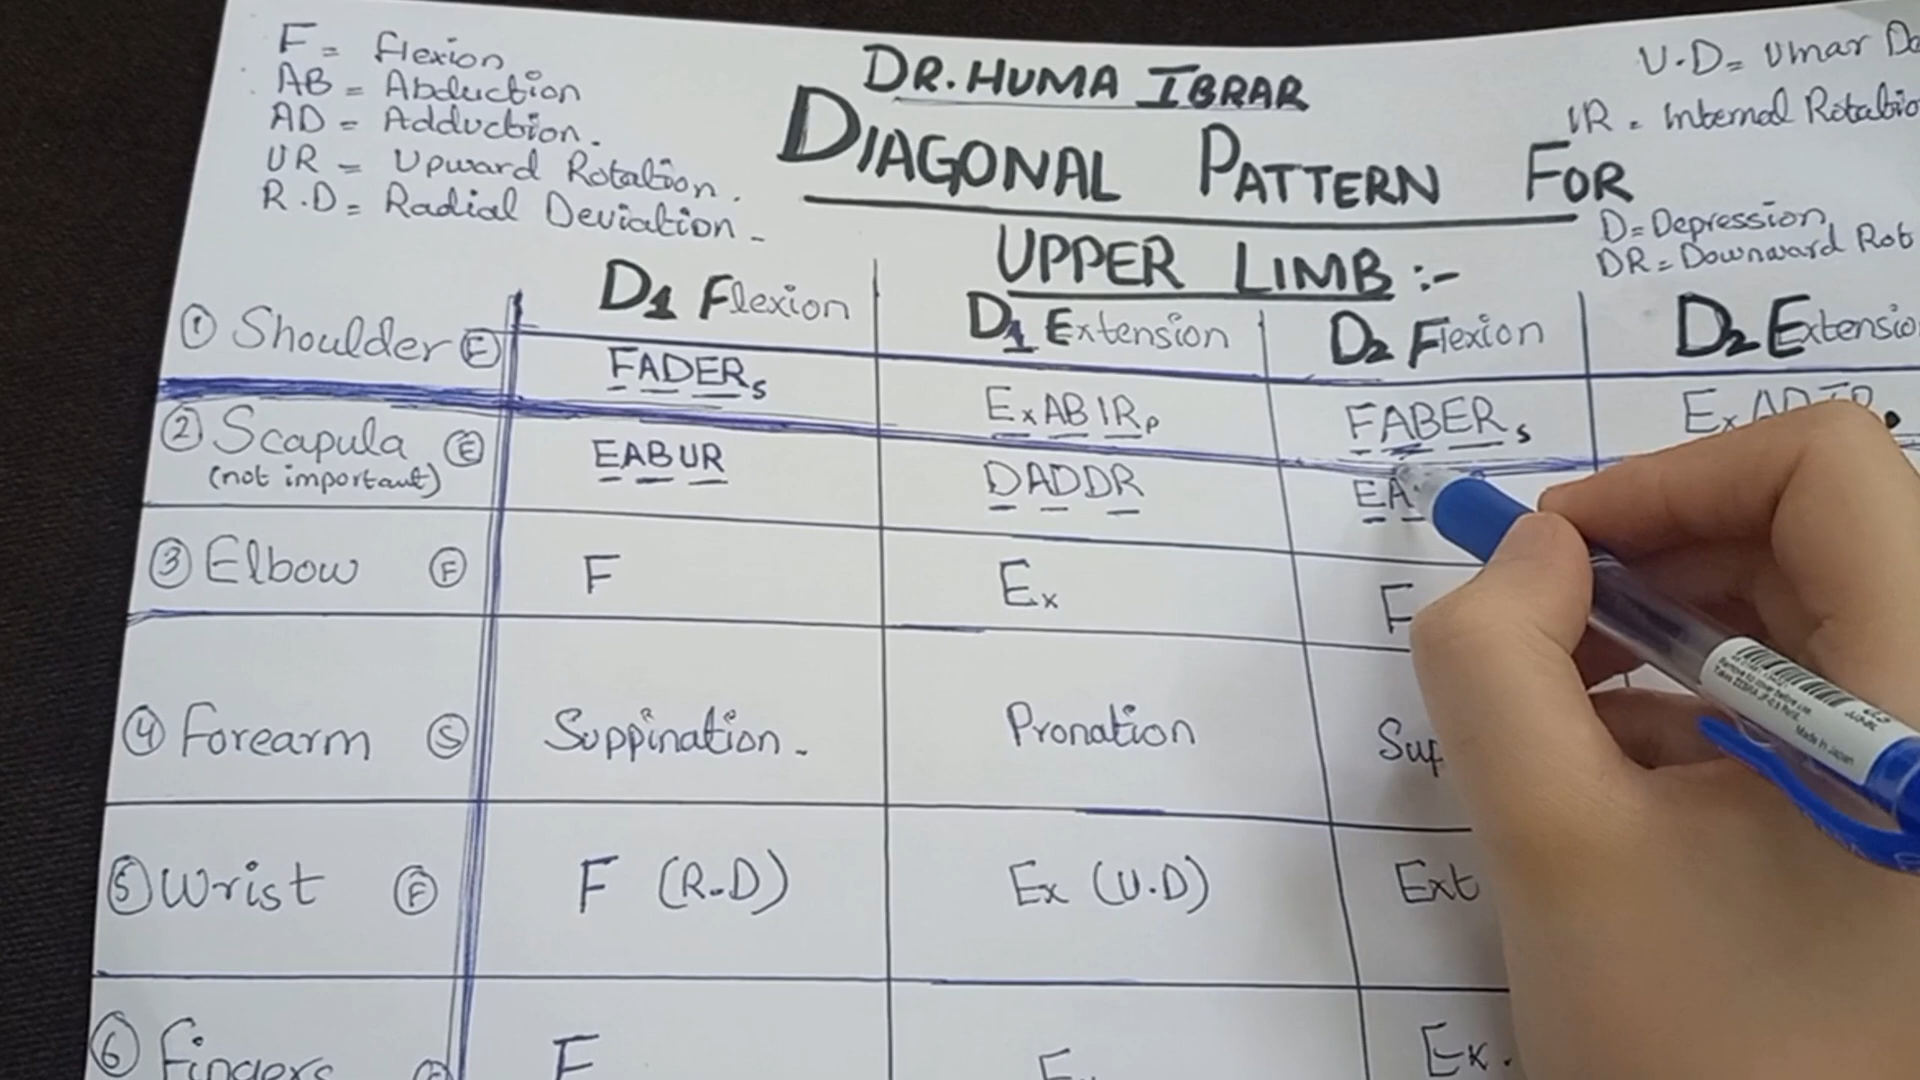 F = Flexion
AB = Abduction
AD = Adduction.
UR = Upward Rotation.
R.D = Radial Deviation -
DR. HUMA IBRAR
DIAGONAL PATTERN FOR
UPPER LIMB :-
U.D = Ulnar
IR = Internal
D = Depression
DR = Downward Rot
D1 Flexion
D1 Extension
D2 Flexion
D2
① Shoulder Ⓔ
FADERs
ExABIRp
FABERs
② Scapula Ⓔ
(not important)
EABUR
DADDR
③ Elbow Ⓕ
F
Ex
F
④ Forearm Ⓢ
Suppination -
Pronation
⑤ Wrist Ⓕ
F (R-D)
Ex (U.D)
Ext
⑥ Fingers
F
Ex.